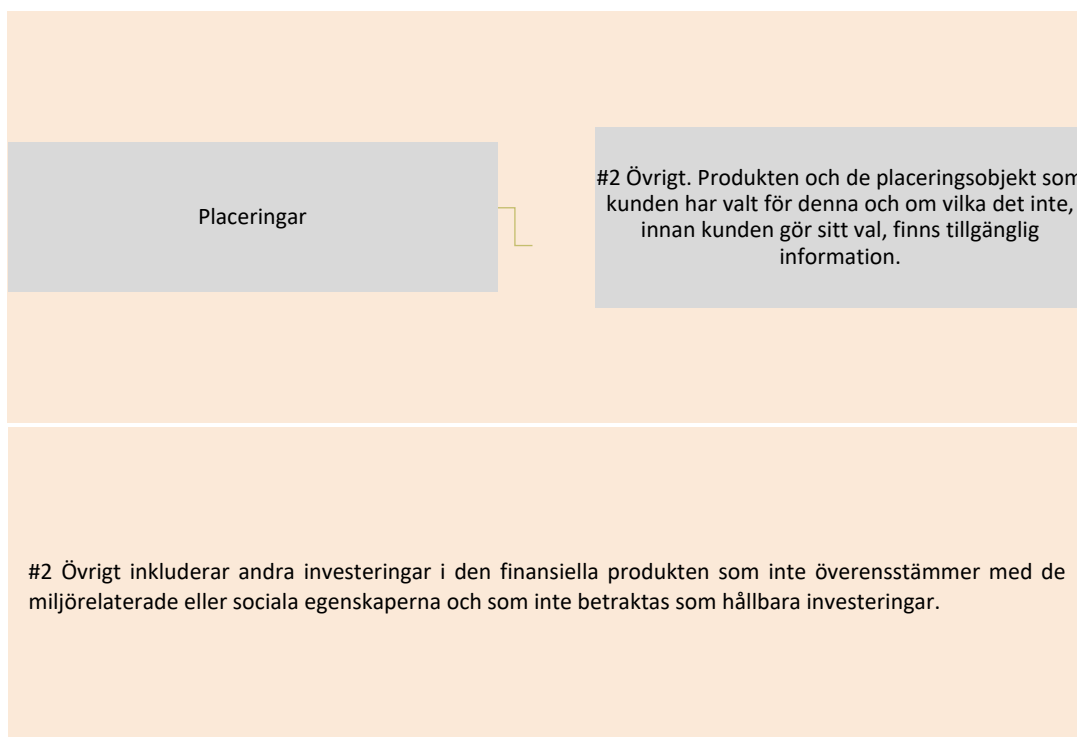 Placeringar
#2 Övrigt. Produkten och de placeringsobjekt som
kunden har valt för denna och om vilka det inte,
innan kunden gör sitt val, finns tillgänglig
information.
#2 Övrigt inkluderar andra investeringar i den finansiella produkten som inte överensstämmer med de
miljörelaterade eller sociala egenskaperna och som inte betraktas som hållbara investeringar.